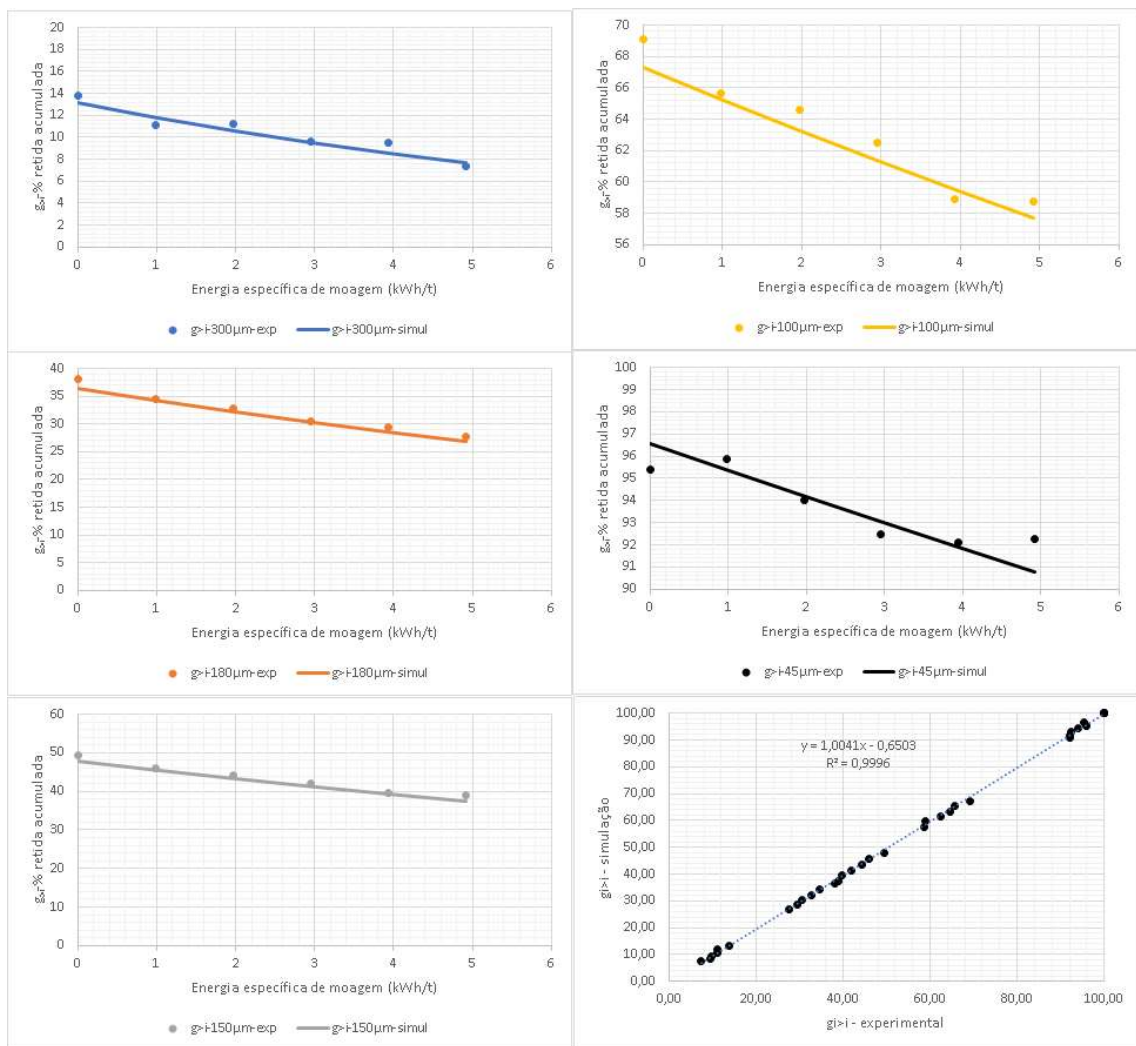 g>i-% retida acumulada
20
18
16
14
12
10
8
6
4
2
0
0 1 2 3 4 5 6
Energia específica de moagem (kWh/t)
g>i-300µm-exp g>i-300µm-simul
g>i-% retida acumulada
70
68
66
64
62
60
58
56
0 1 2 3 4 5 6
Energia específica de moagem (kWh/t)
g>i-100µm-exp g>i-100µm-simul
g>i-% retida acumulada
40
35
30
25
20
15
10
5
0
0 1 2 3 4 5 6
Energia específica de moagem (kWh/t)
g>i-180µm-exp g>i-180µm-simul
g>i-% retida acumulada
100
99
98
97
96
95
94
93
92
91
90
0 1 2 3 4 5 6
Energia específica de moagem (kWh/t)
g>i-45µm-exp g>i-45µm-simul
g>i-% retida acumulada
60
50
40
30
20
10
0
0 1 2 3 4 5 6
Energia específica de moagem (kWh/t)
g>i-150µm-exp g>i-150µm-simul
gi>i - simulação
100,00
90,00
80,00
70,00
60,00
50,00
40,00
30,00
20,00
10,00
0,00
y = 1,0041x - 0,6503
R² = 0,9996
0,00 20,00 40,00 60,00 80,00 100,00
gi>i - experimental